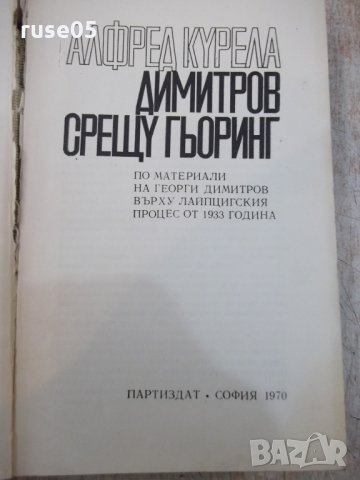 ruse05
АЛФРЕД КУРЕЛА
ДИМИТРОВ
СРЕЩУ ГЬОРИНГ
ПО МАТЕРИАЛИ
НА ГЕОРГИ ДИМИТРОВ
ВЪРХУ ЛАЙПЦИГСКИЯ
ПРОЦЕС ОТ 1933 ГОДИНА
ПАРТИЗДАТ • СОФИЯ 1970
BAZAR